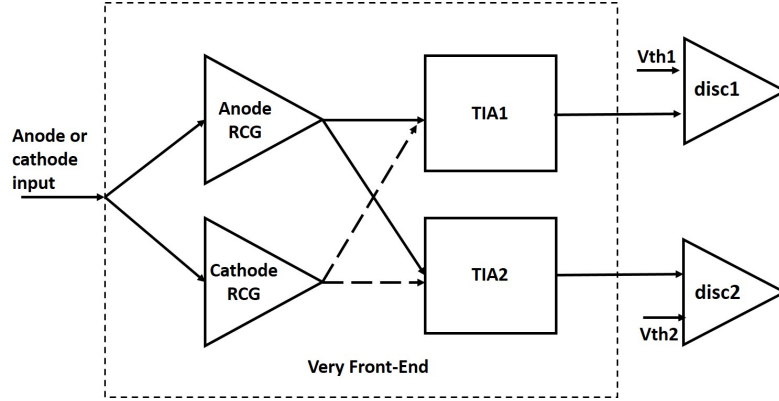 Anode or
cathode
input
Anode
RCG
Cathode
RCG
TIA1
TIA2
Vth1
disc1
disc2
Vth2
Very Front-End